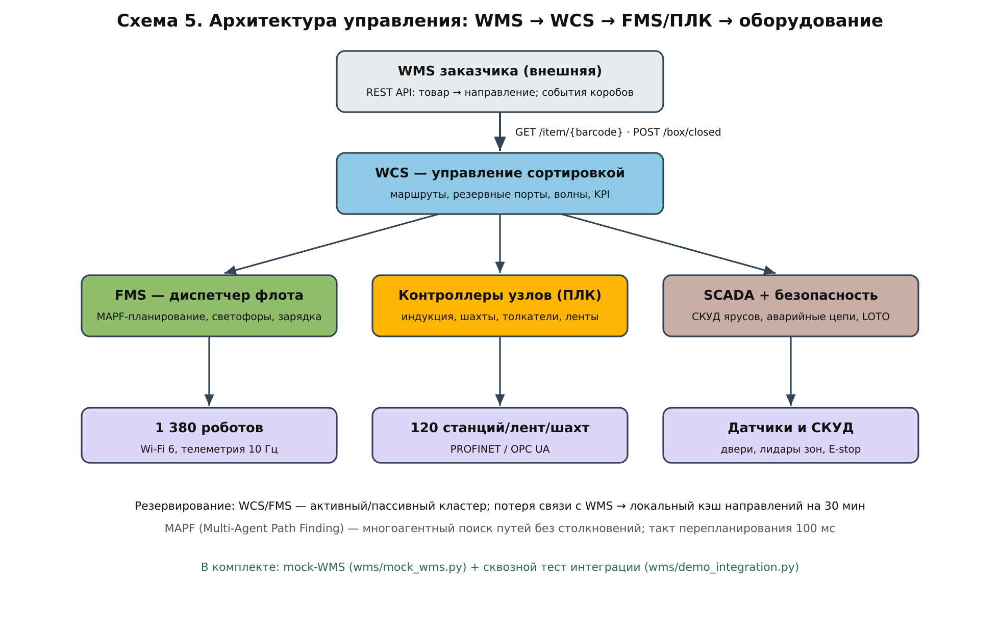 Схема 5. Архитектура управления: WMS → WCS → FMS/ПЛК → оборудование
WMS заказчика (внешняя)
REST API: товар → направление; события коробов
GET /item/{barcode} · POST /box/closed
WCS — управление сортировкой
маршруты, резервные порты, волны, KPI
FMS — диспетчер флота
MAPF-планирование, светофоры, зарядка
Контроллеры узлов (ПЛК)
индукция, шахты, толкатели, ленты
SCADA + безопасность
СКУД ярусов, аварийные цепи, LOTO
1 380 роботов
Wi-Fi 6, телеметрия 10 Гц
120 станций/лент/шахт
PROFINET / OPC UA
Датчики и СКУД
двери, лидары зон, E-stop
Резервирование: WCS/FMS — активный/пассивный кластер; потеря связи с WMS → локальный кэш направлений на 30 мин
MAPF (Multi-Agent Path Finding) — многоагентный поиск путей без столкновений; такт перепланирования 100 мс
В комплекте: mock-WMS (wms/mock_wms.py) + сквозной тест интеграции (wms/demo_integration.py)